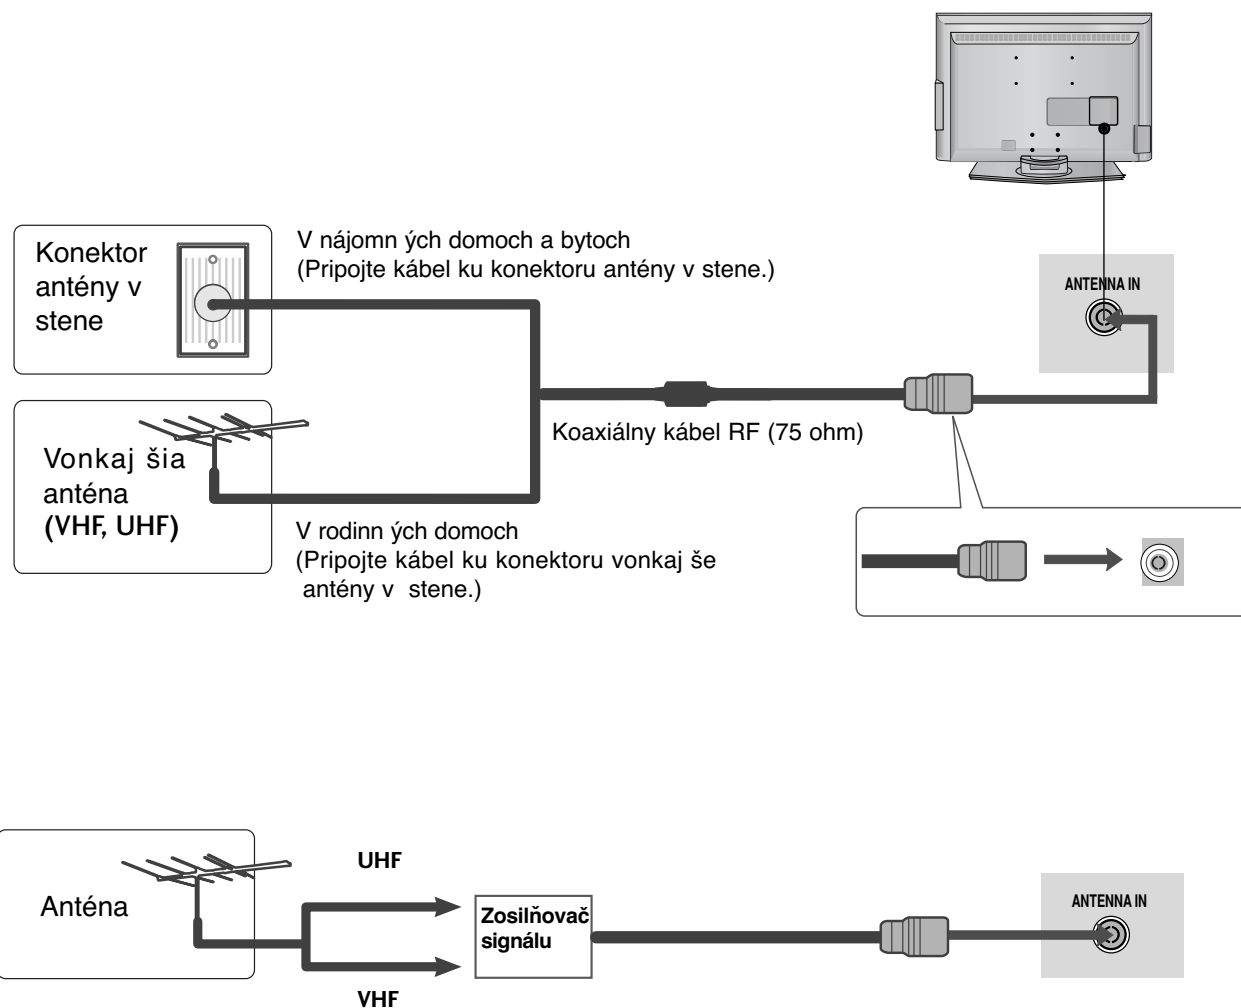 Konektor
antény v
stene
V nájomn ých domoch a bytoch
(Pripojte kábel ku konektoru antény v stene.)
ANTENNA IN
Vonkaj šia
anténa
(VHF, UHF)
Koaxiálny kábel RF (75 ohm)
V rodinn ých domoch
(Pripojte kábel ku konektoru vonkaj še
antény v stene.)
Anténa
UHF
VHF
Zosilňovač
signálu
ANTENNA IN